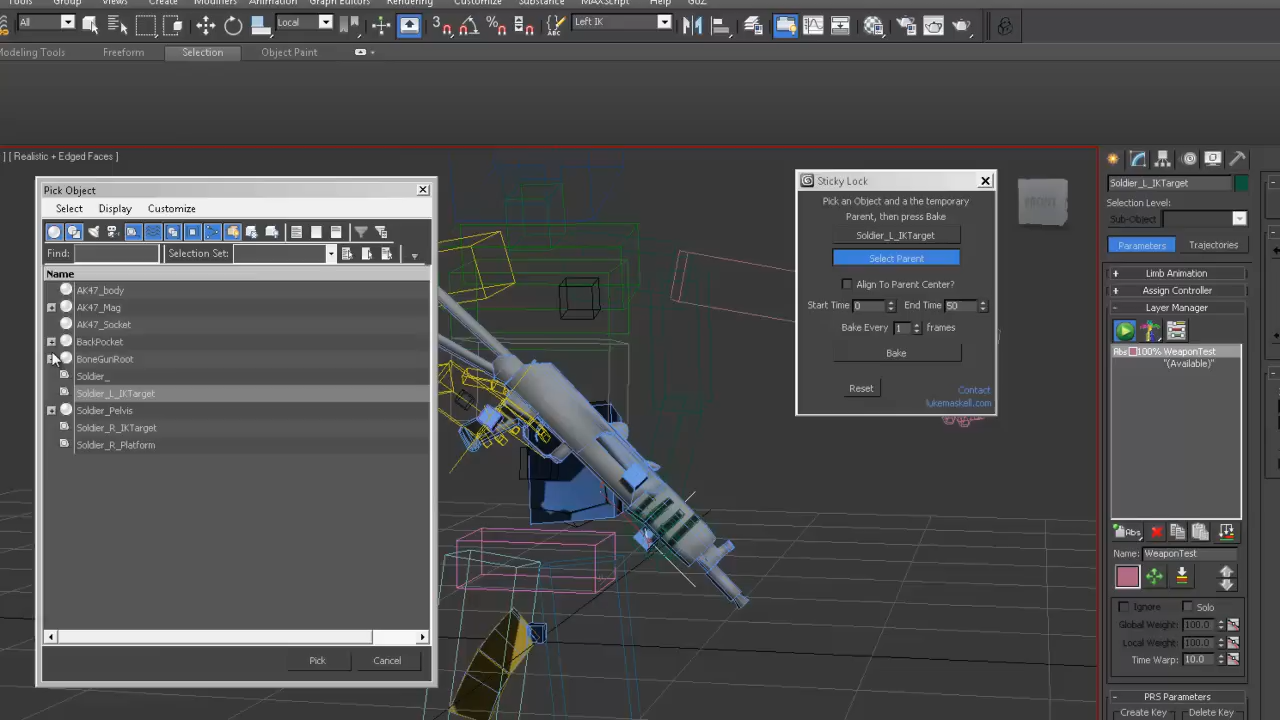 Tools Group Views Create Modifiers Animation Graph Editors Rendering Customize Substance MAXScript Help GoZ
All Local 3 % ABC Left IK
Modeling Tools Freeform Selection Object Paint
] [ Realistic + Edged Faces ]
Pick Object
Select Display Customize
Find: Selection Set:
Name
AK47_body
AK47_Mag
AK47_Socket
BackPocket
BoneGunRoot
Soldier_
Soldier_L_IKTarget
Soldier_Pelvis
Soldier_R_IKTarget
Soldier_R_Platform
Pick Cancel
Sticky Lock
Pick an Object and a the temporary
Parent, then press Bake
Soldier_L_IKTarget
Select Parent
Align To Parent Center?
Start Time 0 End Time 50
Bake Every 1 frames
Bake
Reset
Contact
lukemaskell.com
FRONT
Soldier_L_IKTarget
Selection Level:
Sub-Object
Parameters Trajectories
+ Limb Animation
+ Assign Controller
- Layer Manager
Abs 100% WeaponTest
"(Available)"
Abs
Name: WeaponTest
Ignore Solo
Global Weight: 100.0
Local Weight: 100.0
Time Warp: 10.0
- PRS Parameters
Create Key Delete Key